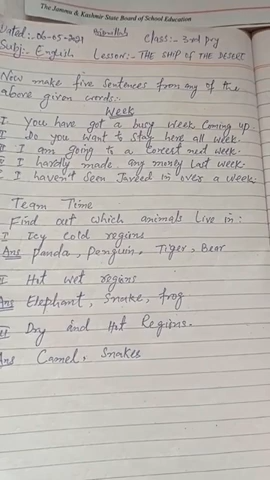 The Jammu & Kashmir State Board of School Education
Dated:- 06-05-2021 Bismillah Class:- 3rd Pry
Subj:- English Lesson:- THE SHIP OF THE DESERT
Now make five Sentences from any of the
above given words:-
Week
I. You have got a busy week coming up
II. Do you want to stay here all week.
I am going to a Concert next week.
I hardly made any money last week.
I haven't seen Javeed in over a week.
Team Time
Find out which animals live in:
I Icy Cold regions
Ans Panda, Penguin, Tiger, Bear
II Hot wet regions
Ans Elephant, Snake, frog
III Dry and Hot Regions.
Ans Camel, Snakes